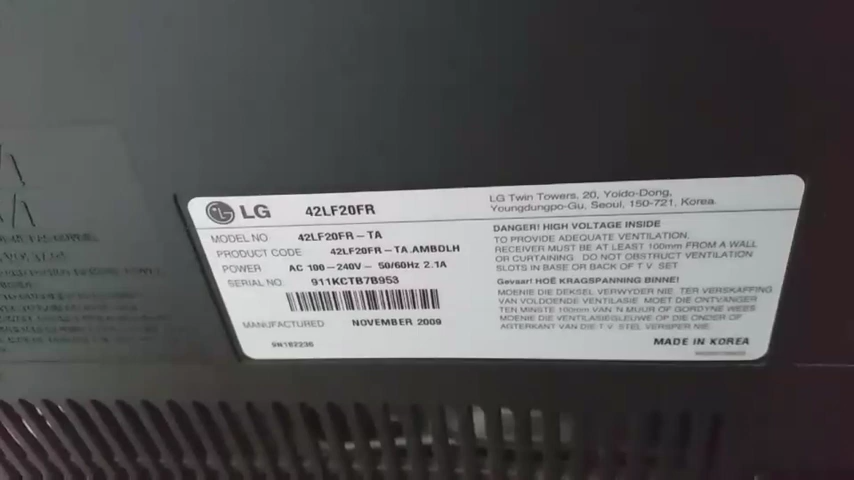 LG 42LF20FR
LG Twin Towers, 20, Yoido-Dong,
Youngdungpo-Gu, Seoul, 150-721, Korea.
MODEL NO 42LF20FR-TA
PRODUCT CODE 42LF20FR-TA.AMBDLH
POWER AC 100-240V~ 50/60Hz 2.1A
SERIAL NO. 911KCTB7B953
MANUFACTURED NOVEMBER 2009
SN182236
DANGER! HIGH VOLTAGE INSIDE
TO PROVIDE ADEQUATE VENTILATION,
RECEIVER MUST BE AT LEAST 100mm FROM A WALL
OR CURTAINING. DO NOT OBSTRUCT VENTILATION
SLOTS IN BASE OR BACK OF T.V. SET
Gevaar! HOË KRAGSPANNING BINNE!
MOENIE DIE DEKSEL VERWYDER NIE. TER VERSKAFFING
VAN VOLDOENDE VENTILASIE MOET DIE ONTVANGER
TEN MINSTE 100mm VAN 'N MUUR OF GORDYNE WEES
MOENIE DIE VENTILASIEGLEUWE OP DIE ONDER OF
AGTERKANT VAN DIE T.V. STEL VERSPER NIE.
MADE IN KOREA